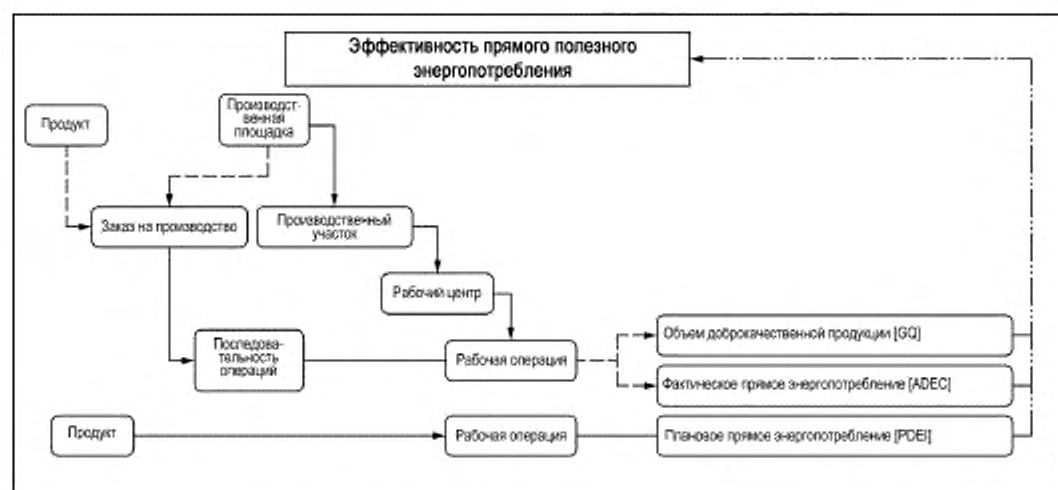 Эффективность прямого полезного
энергопотребления
Продукт
Производст-
венная
площадка
Заказ на производство
Производственный
участок
Рабочий центр
Последова-
тельность
операций
Рабочая операция
Объем доброкачественной продукции [GQ]
Фактическое прямое энергопотребление [ADEC]
Продукт
Рабочая операция
Плановое прямое энергопотребление [PDEI]